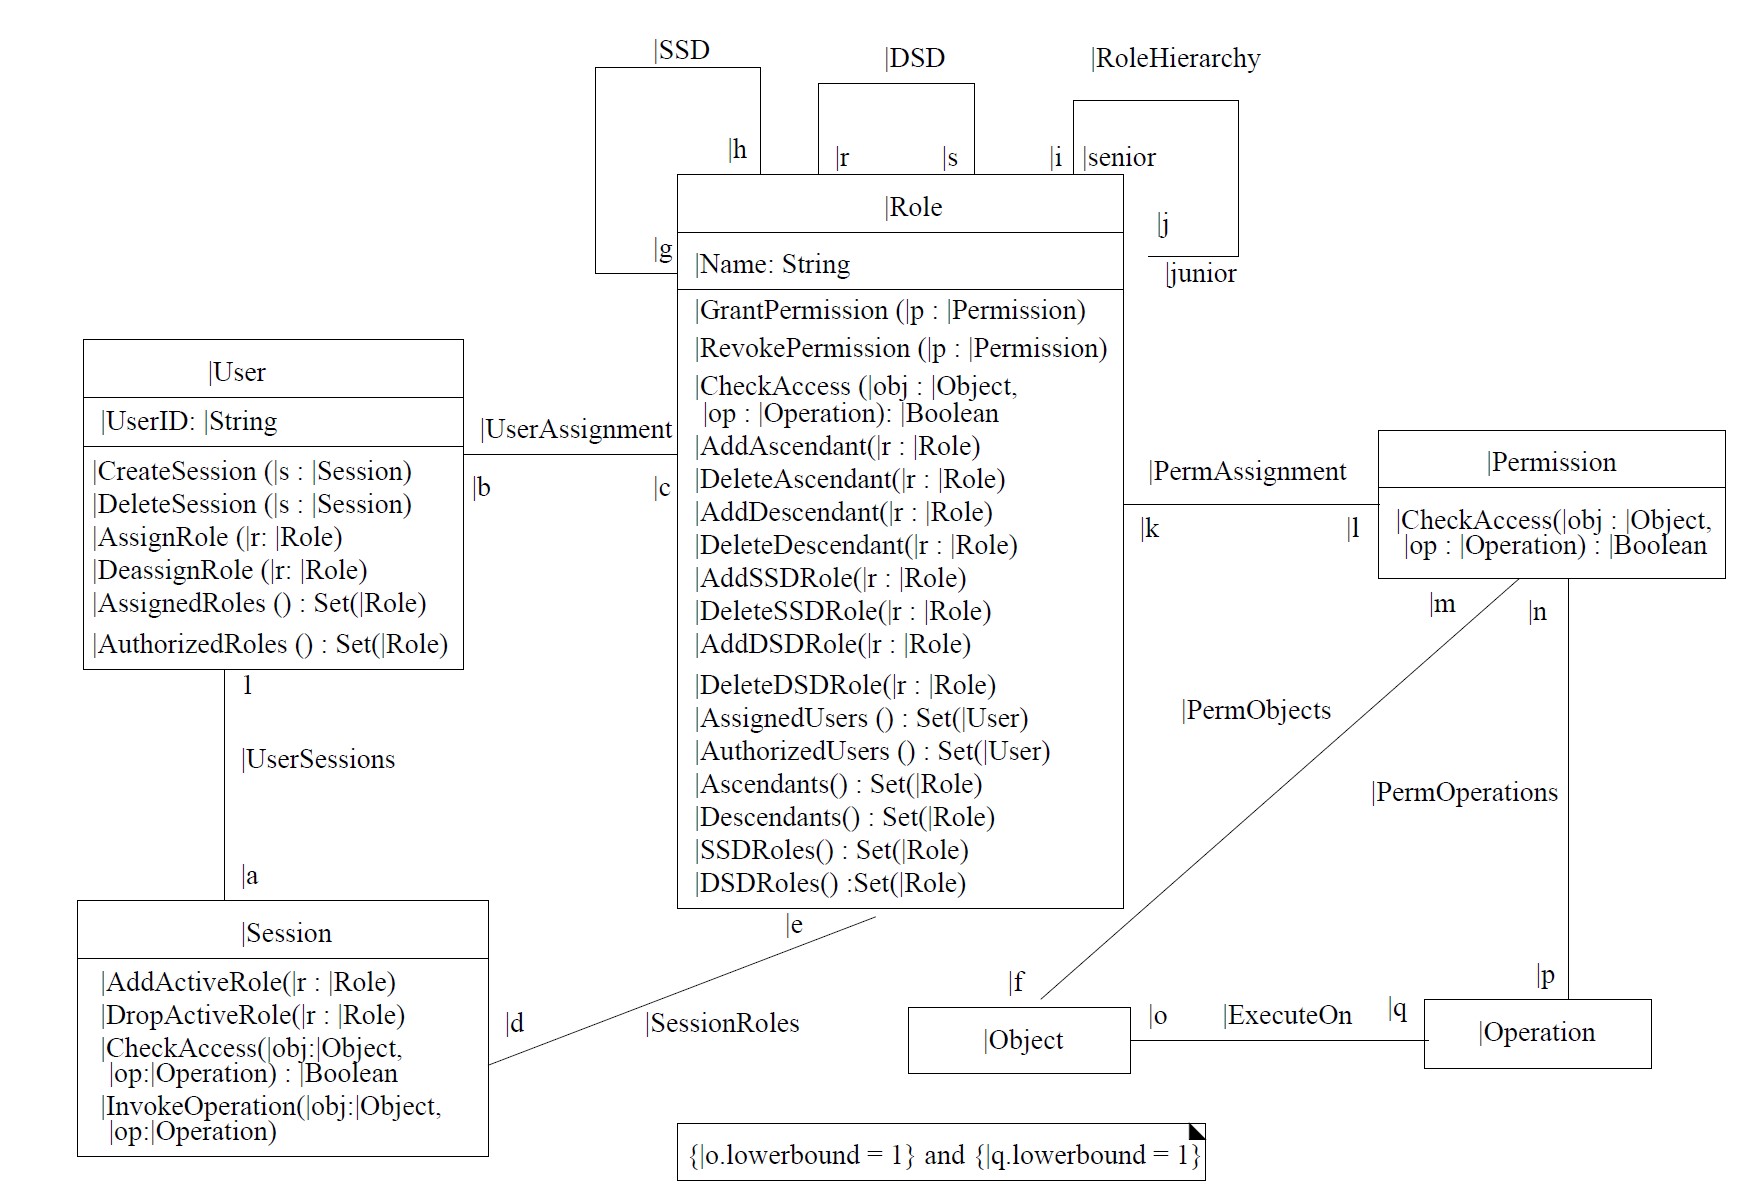 |SSD
|DSD
|RoleHierarchy
|h
|r
|s
|i
|senior
|g
|j
|junior
|Role
|Name: String
|GrantPermission (|p : |Permission)
|RevokePermission (|p : |Permission)
|CheckAccess (|obj : |Object,
|op : |Operation): |Boolean
|AddAscendant(|r : |Role)
|DeleteAscendant(|r : |Role)
|AddDescendant(|r : |Role)
|DeleteDescendant(|r : |Role)
|AddSSDRole(|r : |Role)
|DeleteSSDRole(|r : |Role)
|AddDSDRole(|r : |Role)
|DeleteDSDRole(|r : |Role)
|AssignedUsers () : Set(|User)
|AuthorizedUsers () : Set(|User)
|Ascendants() : Set(|Role)
|Descendants() : Set(|Role)
|SSDRoles() : Set(|Role)
|DSDRoles() :Set(|Role)
|User
|UserID: |String
|CreateSession (|s : |Session)
|DeleteSession (|s : |Session)
|AssignRole (|r: |Role)
|DeassignRole (|r: |Role)
|AssignedRoles () : Set(|Role)
|AuthorizedRoles () : Set(|Role)
|UserAssignment
|b
|c
|PermAssignment
|k
|l
|Permission
|CheckAccess(|obj : |Object,
|op : |Operation) : |Boolean
|m
|n
1
|UserSessions
|a
|PermObjects
|PermOperations
|Session
|AddActiveRole(|r : |Role)
|DropActiveRole(|r : |Role)
|CheckAccess(|obj:|Object,
|op:|Operation) : |Boolean
|InvokeOperation(|obj:|Object,
|op:|Operation)
|e
|d
|SessionRoles
|f
|p
|Object
|o
|ExecuteOn
|q
|Operation
{|o.lowerbound = 1} and {|q.lowerbound = 1}